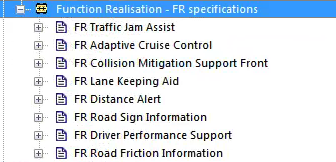 Function Realisation - FR specifications
FR Traffic Jam Assist
FR Adaptive Cruise Control
FR Collision Mitigation Support Front
FR Lane Keeping Aid
FR Distance Alert
FR Road Sign Information
FR Driver Performance Support
FR Road Friction Information